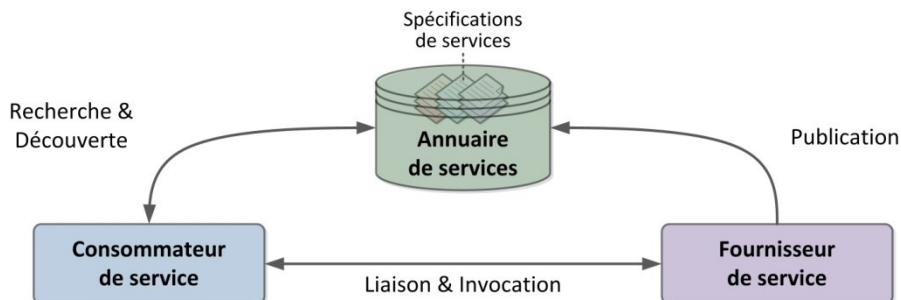 Spécifications
de services
Recherche &
Découverte
Annuaire
de services
Publication
Consommateur
de service
Liaison & Invocation
Fournisseur
de service